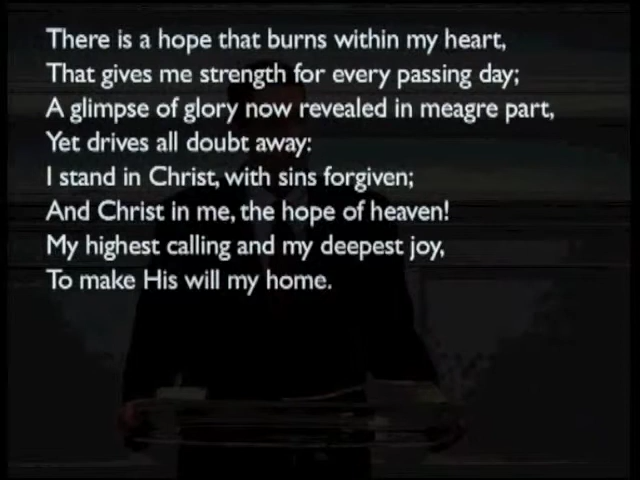 There is a hope that burns within my heart,
That gives me strength for every passing day;
A glimpse of glory now revealed in meagre part,
Yet drives all doubt away:
I stand in Christ, with sins forgiven;
And Christ in me, the hope of heaven!
My highest calling and my deepest joy,
To make His will my home.